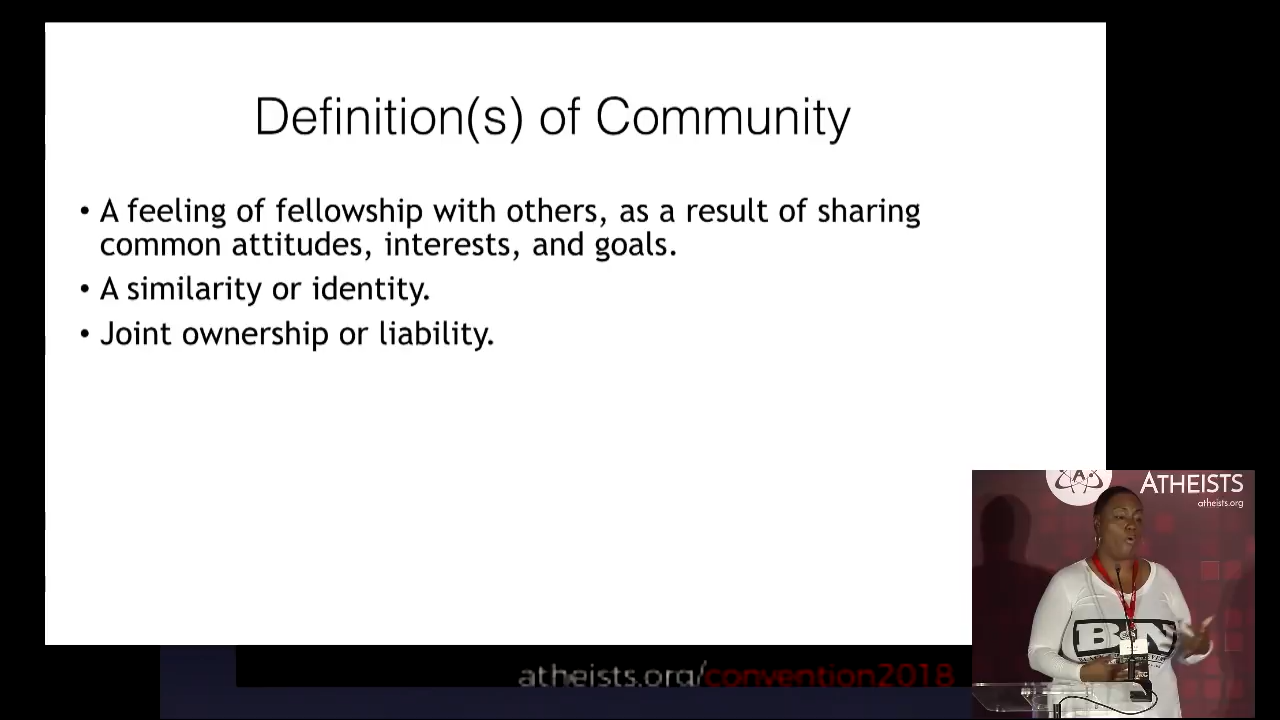 Definition(s) of Community
• A feeling of fellowship with others, as a result of sharing
common attitudes, interests, and goals.
• A similarity or identity.
• Joint ownership or liability.
A
ATHEISTS
atheists.org
atheists.org/convention2018